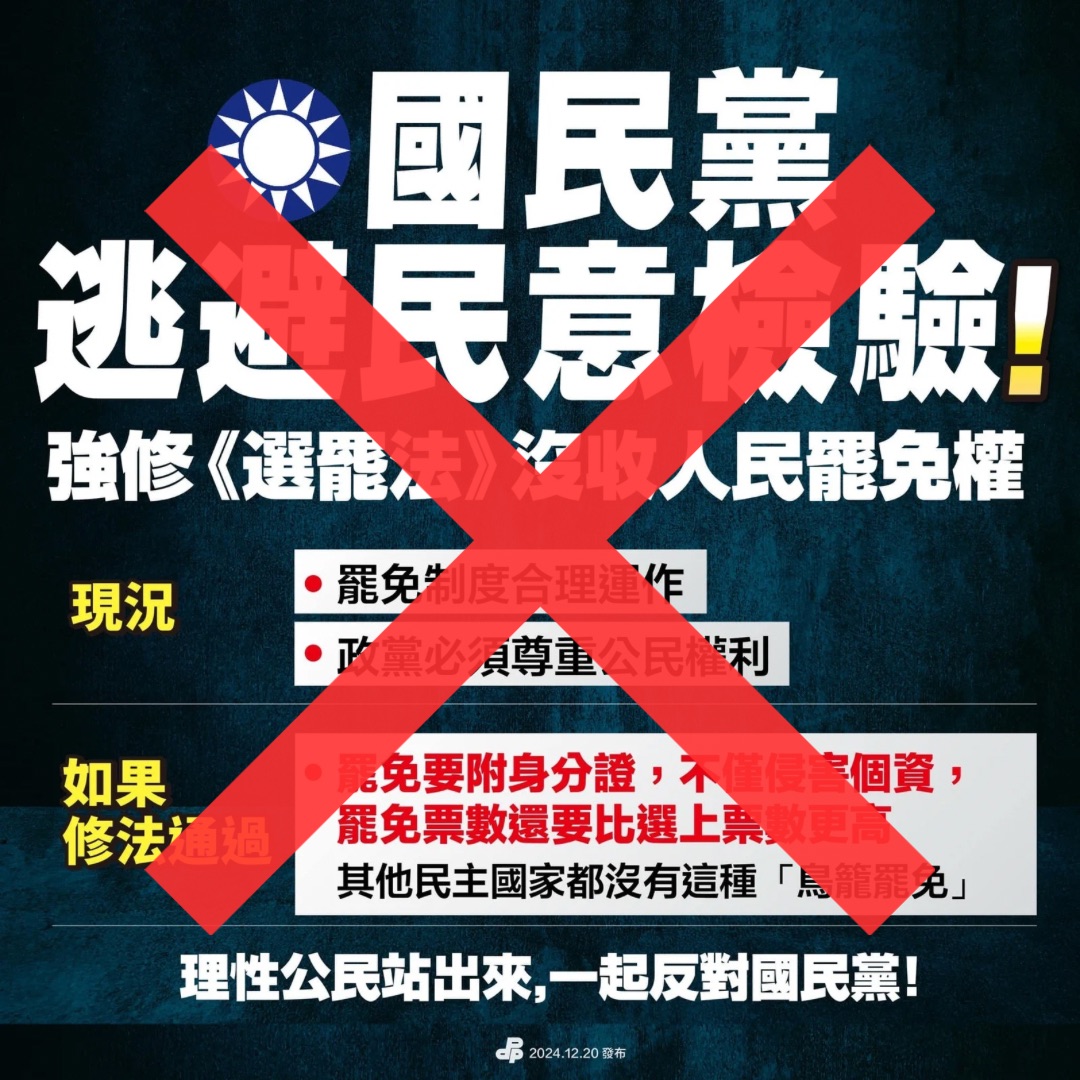 國民黨
逃避民意檢驗!
強修《選罷法》沒收人民罷免權
現況
• 罷免制度合理運作
• 政黨必須尊重公民權利
如果
修法通過
• 罷免要附身分證，不僅侵害個資，
罷免票數還要比選上票數更高
其他民主國家都沒有這種「鳥籠罷免」
理性公民站出來,一起反對國民黨!
DPP 2024.12.20 發布